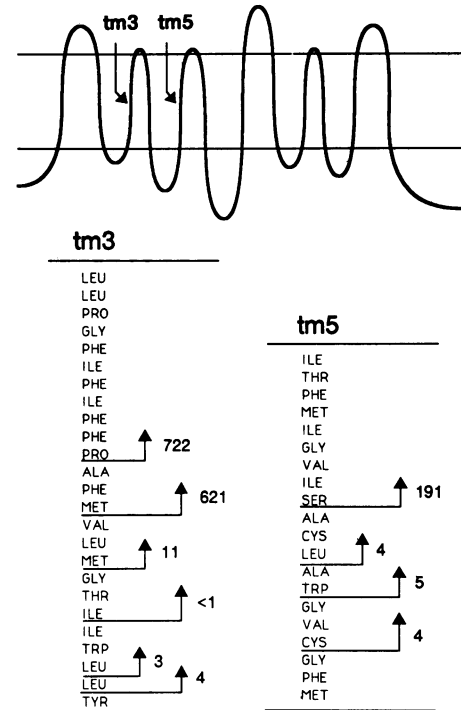 tm3 tm5
tm3
LEU
LEU
PRO
GLY
PHE
ILE
PHE
ILE
PHE
PHE
PRO
722
ALA
PHE
MET
621
VAL
LEU
MET
11
GLY
THR
ILE
<1
ILE
TRP
LEU
3
LEU
4
TYR
tm5
ILE
THR
PHE
MET
ILE
GLY
VAL
ILE
SER
191
ALA
CYS
LEU
4
ALA
TRP
5
GLY
VAL
CYS
4
GLY
PHE
MET